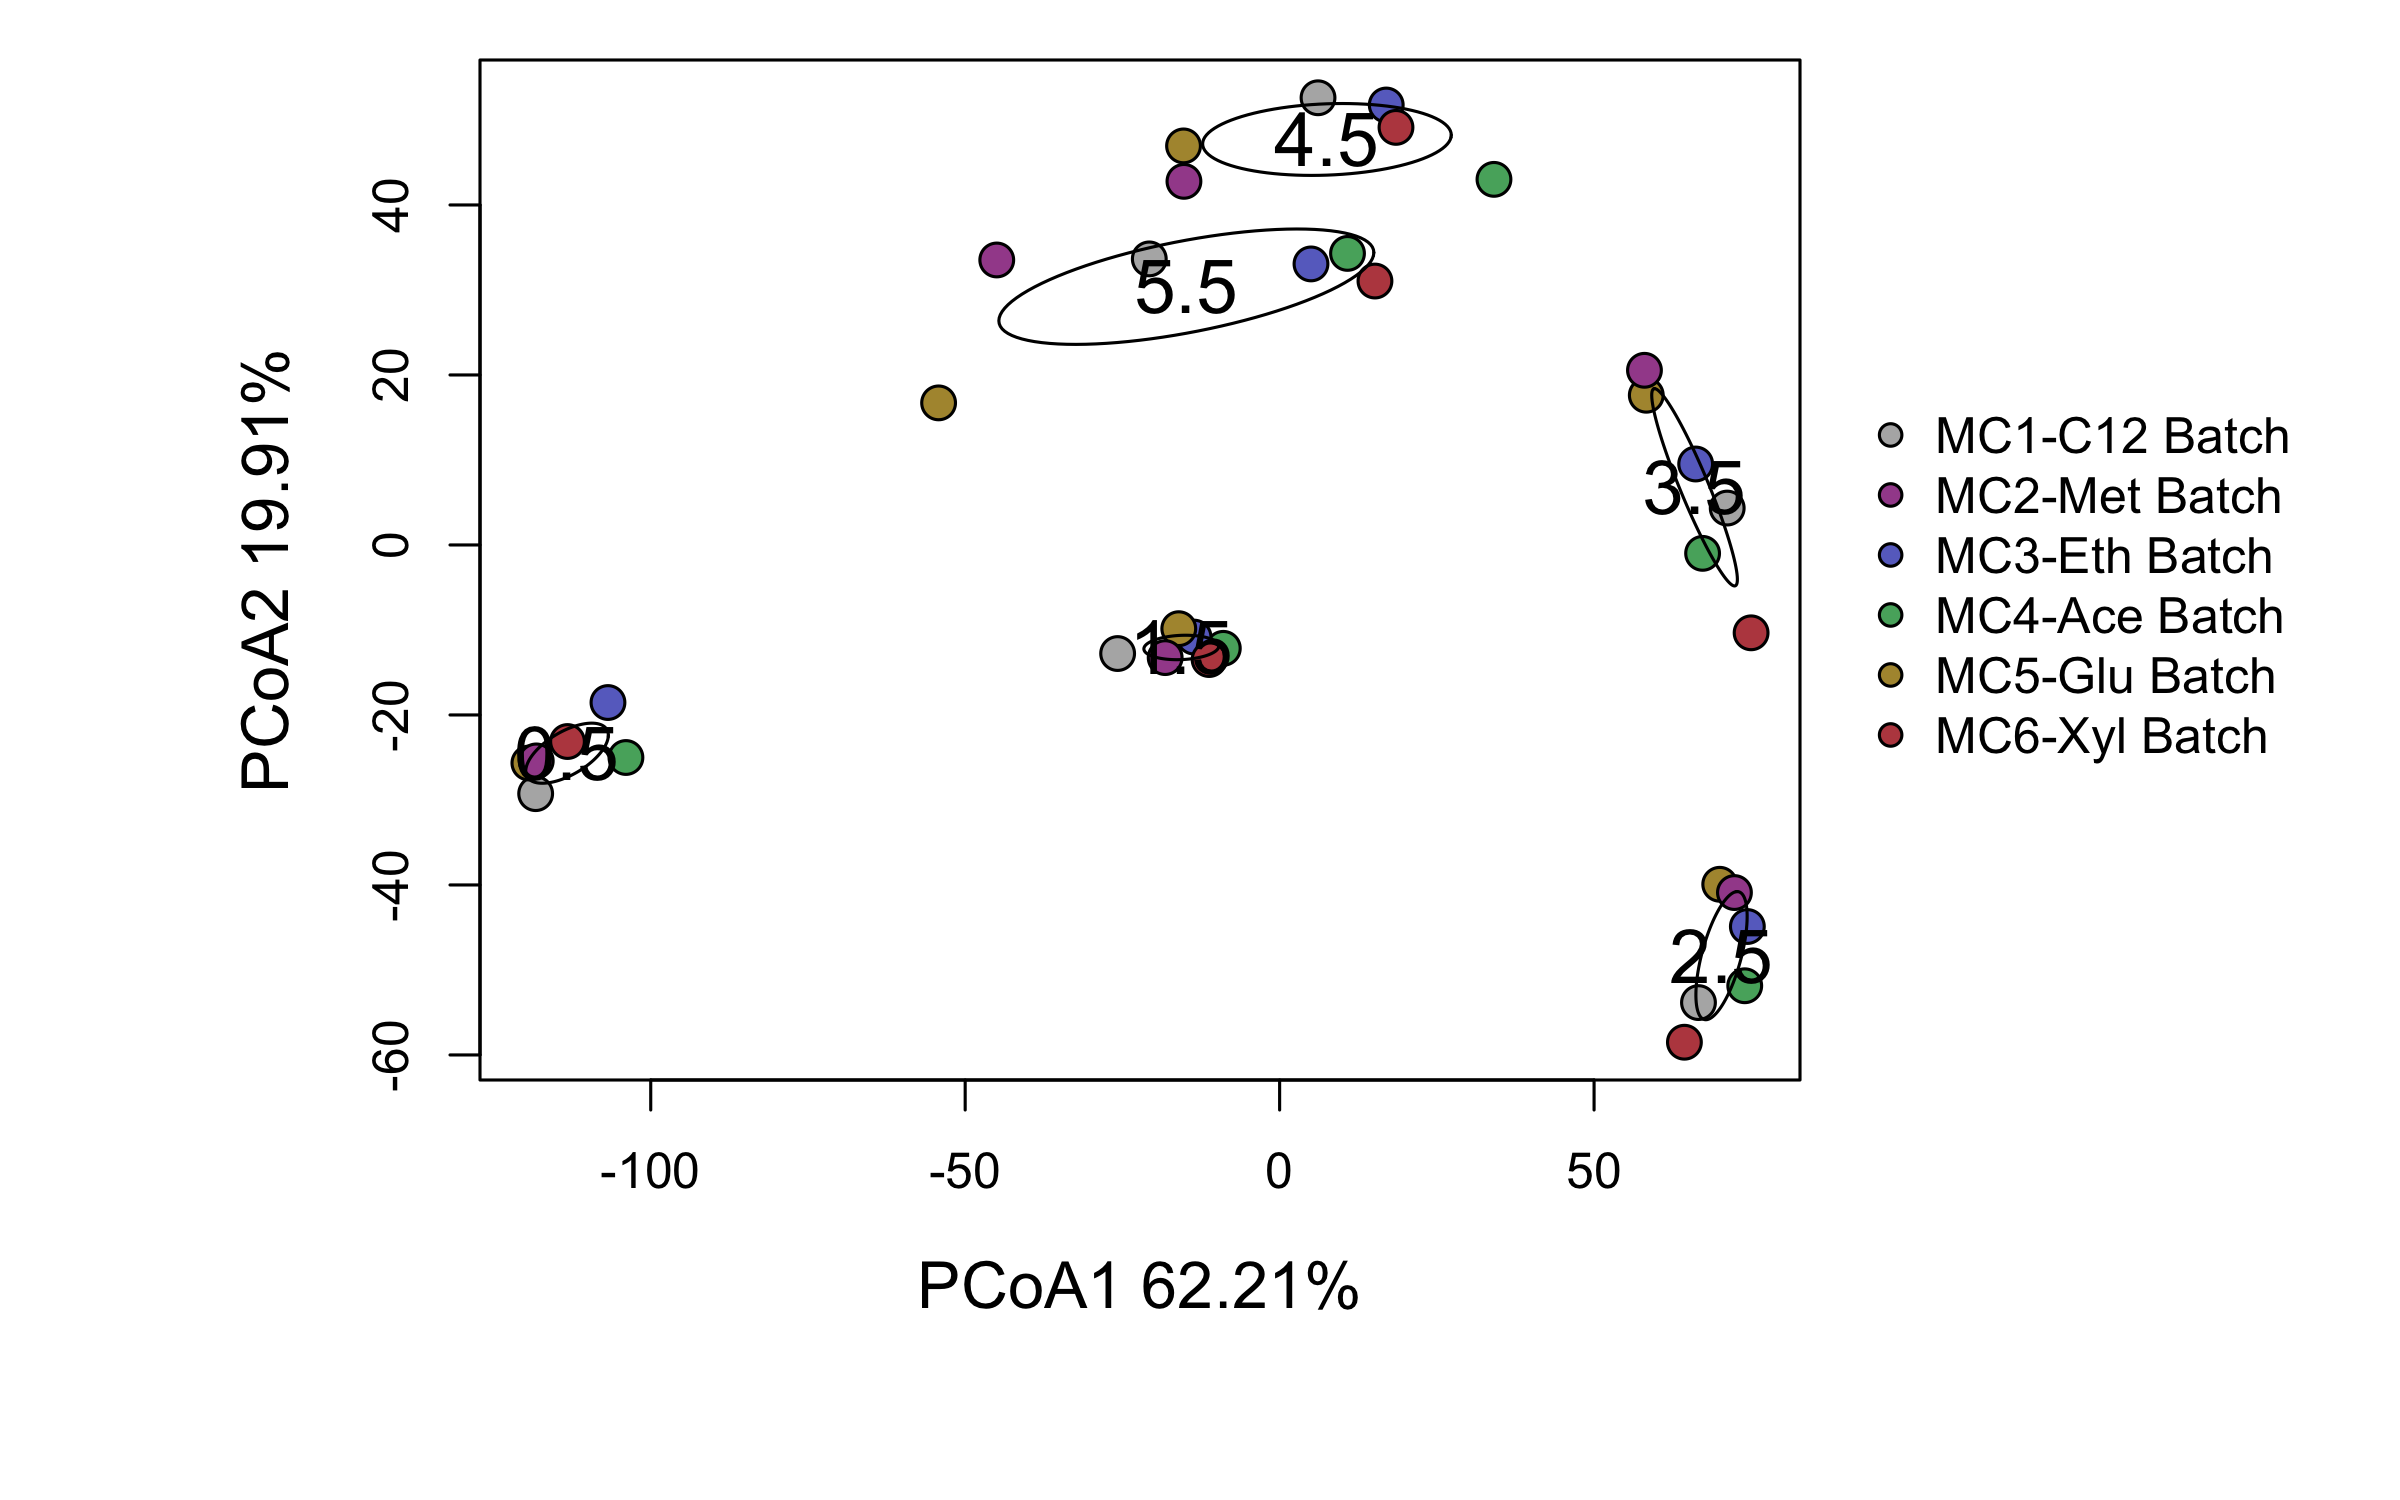 4.5
5.5
3.5
1.5
2.5
40
20
0
-20
-40
-60
PCoA2 19.91%
-100
-50
0
50
PCoA1 62.21%
MC1-C12 Batch
MC2-Met Batch
MC3-Eth Batch
MC4-Ace Batch
MC5-Glu Batch
MC6-Xyl Batch